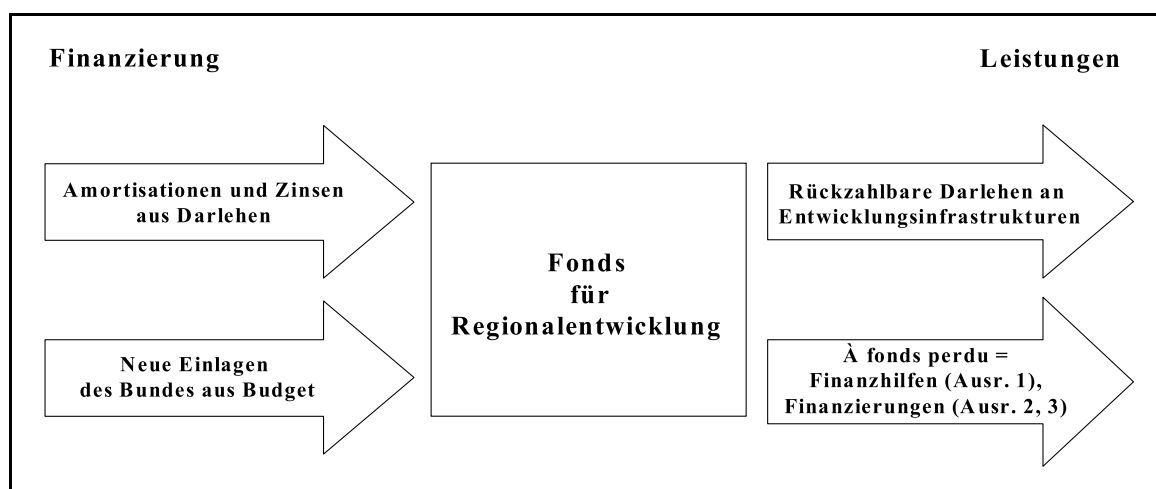 Finanzierung
Leistungen
Amortisationen und Zinsen
aus Darlehen
Neue Einlagen
des Bundes aus Budget
Fonds
für
Regionalentwicklung
Rückzahlbare Darlehen an
Entwicklungsinfrastrukturen
À fonds perdu =
Finanzhilfen (Ausr. 1),
Finanzierungen (Ausr. 2, 3)